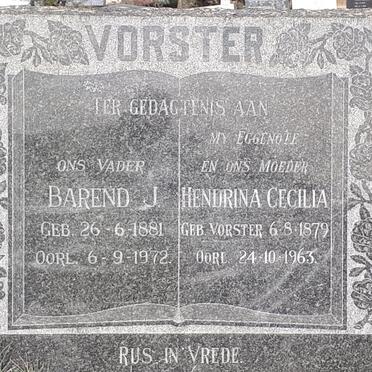 VORSTER
TER GEDAGTENIS AAN
ONS VADER
BAREND J.
GEB. 26-6-1881
OORL. 6-9-1972.
MY EGGENOTE
EN ONS MOEDER
HENDRINA CECILIA
GEB. VORSTER 6-8-1879
OORL. 24-10-1963.
RUS IN VREDE.